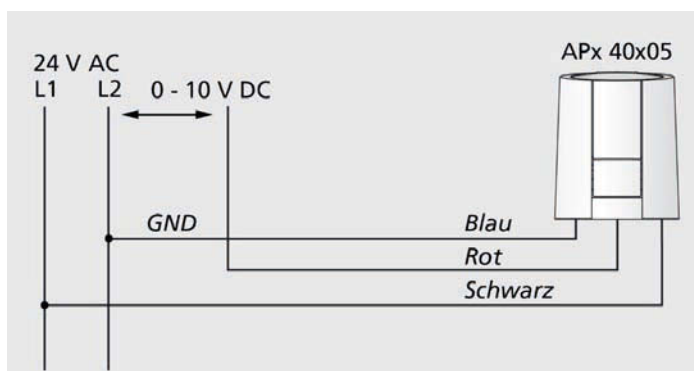 APx 40x05
24 V AC
L1 L2 0 - 10 V DC
GND Blau
Rot
Schwarz